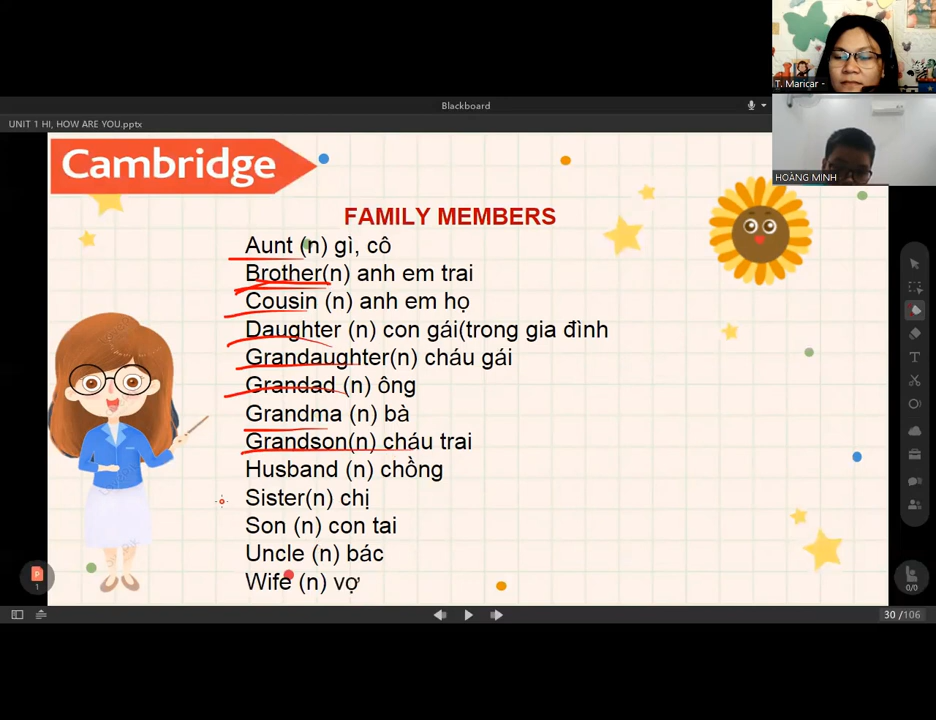 T. Maricar -
Blackboard
UNIT 1 HI, HOW ARE YOU.pptx
HOÀNG MINH
Cambridge
FAMILY MEMBERS
Aunt (n) gì, cô
Brother(n) anh em trai
Cousin (n) anh em họ
Daughter (n) con gái(trong gia đình
Grandaughter(n) cháu gái
Grandad (n) ông
Grandma (n) bà
Grandson(n) cháu trai
Husband (n) chồng
Sister(n) chị
Son (n) con tai
Uncle (n) bác
Wife (n) vợ
P
1
T
0/0
30 /106